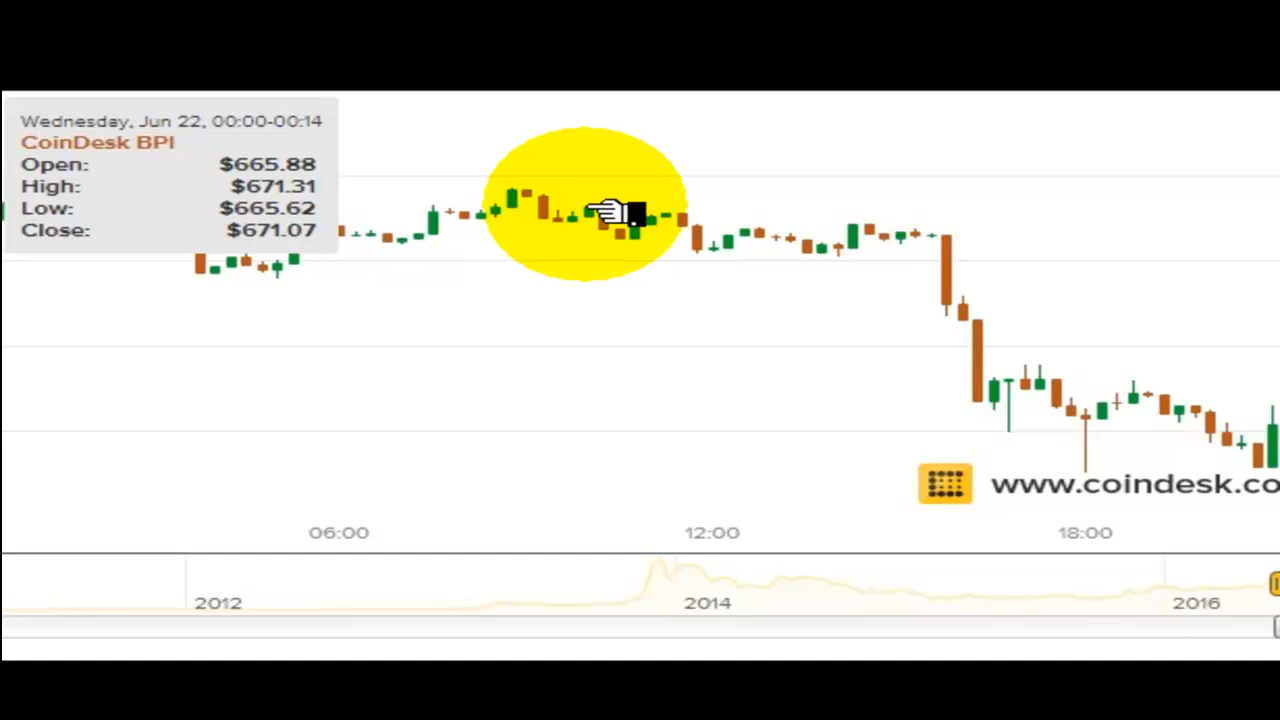 Wednesday, Jun 22, 00:00-00:14
CoinDesk BPI
Open: $665.88
High: $671.31
Low: $665.62
Close: $671.07
www.coindesk.co
06:00 12:00 18:00
2012 2014 2016